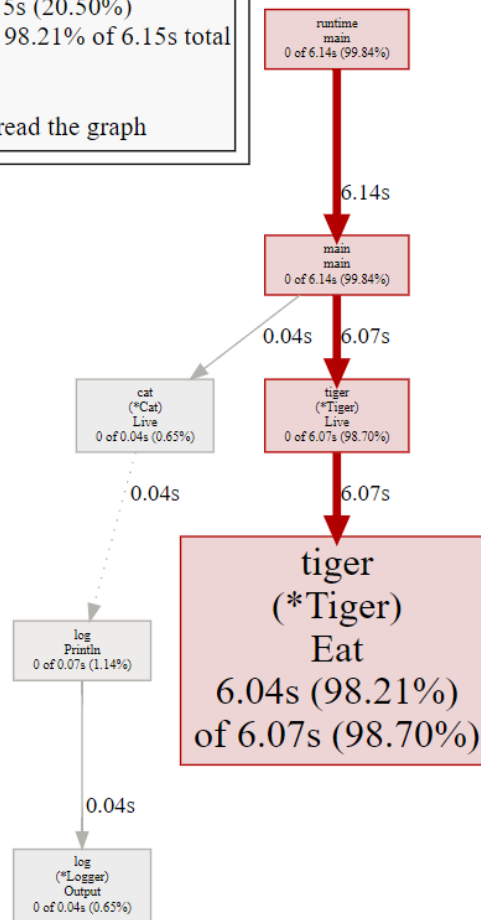 5s (20.50%)
98.21% of 6.15s total
read the graph
runtime
main
0 of 6.14s (99.84%)
6.14s
main
main
0 of 6.14s (99.84%)
0.04s
6.07s
cat
(*Cat)
Live
0 of 0.04s (0.65%)
tiger
(*Tiger)
Live
0 of 6.07s (98.70%)
0.04s
6.07s
tiger
(*Tiger)
Eat
6.04s (98.21%)
of 6.07s (98.70%)
log
Println
0 of 0.07s (1.14%)
0.04s
log
(*Logger)
Output
0 of 0.04s (0.65%)